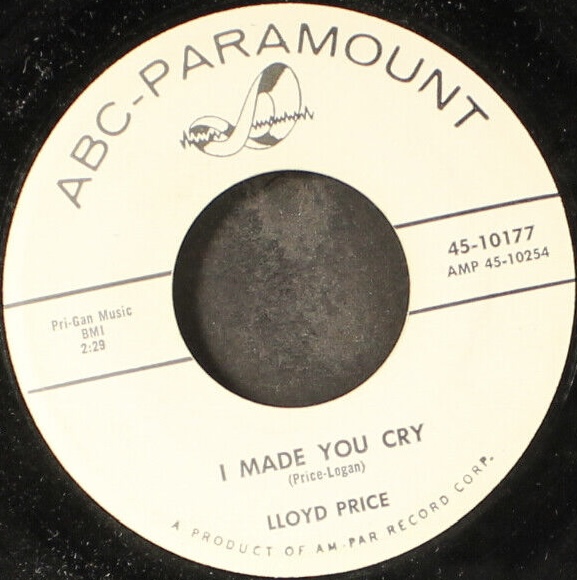 ABC-PARAMOUNT
45-10177
AMP 45-10254
Pri-Gan Music
BMI
2:29
I MADE YOU CRY
(Price-Logan)
LLOYD PRICE
A PRODUCT OF AM-PAR RECORD CORP.